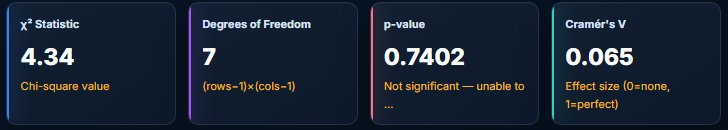 χ² Statistic
4.34
Chi-square value
Degrees of Freedom
7
(rows−1)×(cols−1)
p-value
0.7402
Not significant — unable to
...
Cramér's V
0.065
Effect size (0=none,
1=perfect)